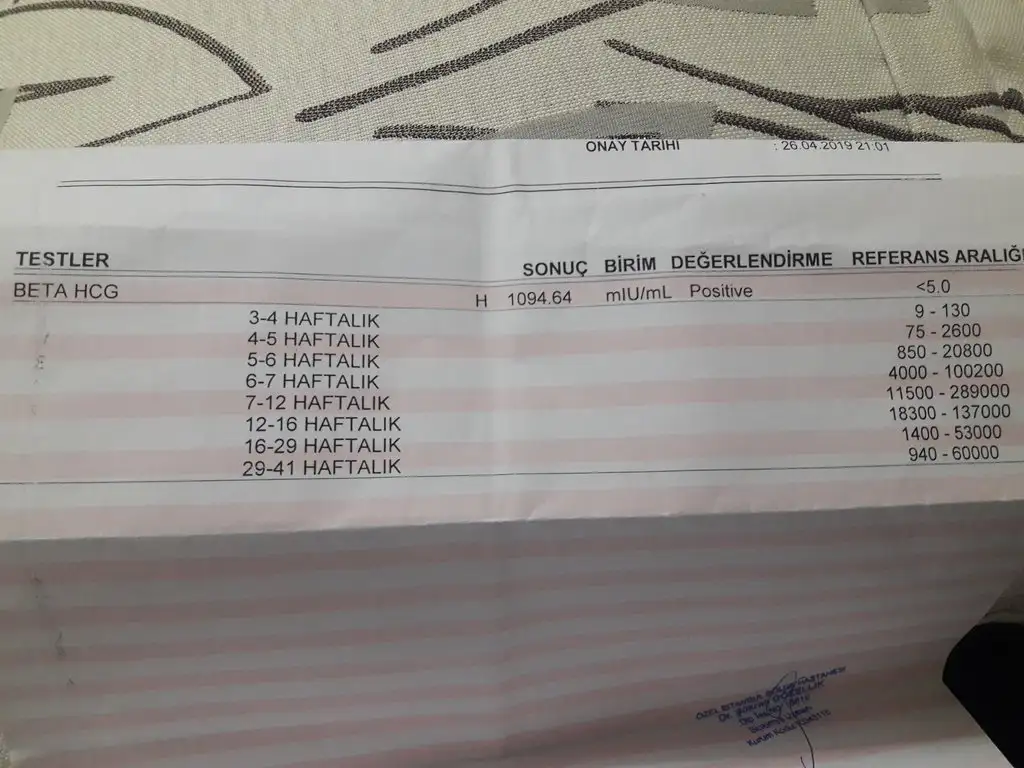 ONAY TARİHİ : 26.04.2019 21:01
TESTLER SONUÇ BİRİM DEĞERLENDİRME REFERANS ARALIĞI
BETA HCG H 1094.64 mIU/mL Positive <5.0
3-4 HAFTALIK 9 - 130
4-5 HAFTALIK 75 - 2600
5-6 HAFTALIK 850 - 20800
6-7 HAFTALIK 4000 - 100200
7-12 HAFTALIK 11500 - 289000
12-16 HAFTALIK 18300 - 137000
16-29 HAFTALIK 1400 - 53000
29-41 HAFTALIK 940 - 60000
ÖZEL
Dr.